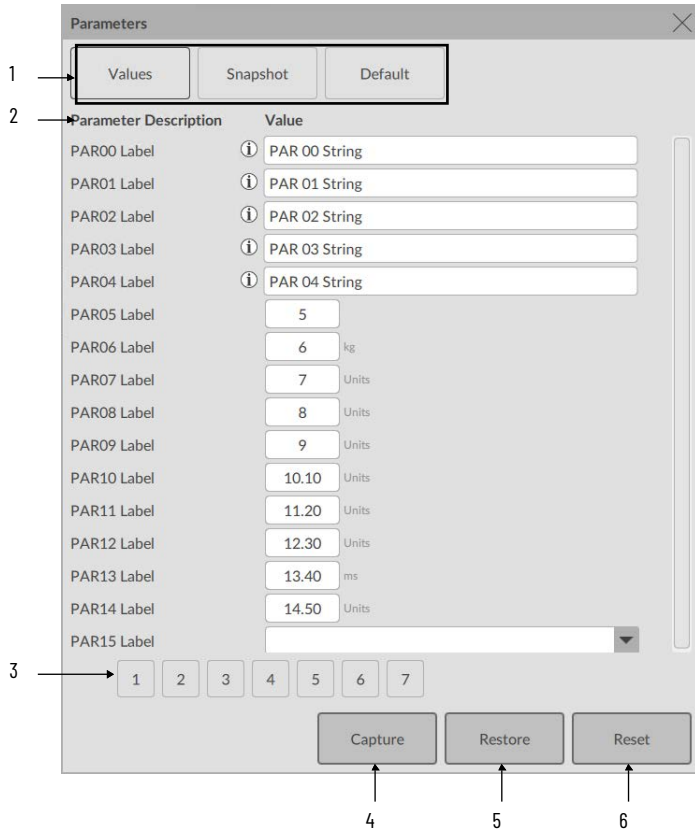 Parameters
1
Values Snapshot Default
2
Parameter Description Value
PAR00 Label PAR 00 String
PAR01 Label PAR 01 String
PAR02 Label PAR 02 String
PAR03 Label PAR 03 String
PAR04 Label PAR 04 String
PAR05 Label 5
PAR06 Label 6 kg
PAR07 Label 7 Units
PAR08 Label 8 Units
PAR09 Label 9 Units
PAR10 Label 10.10 Units
PAR11 Label 11.20 Units
PAR12 Label 12.30 Units
PAR13 Label 13.40 ms
PAR14 Label 14.50 Units
PAR15 Label
3
1 2 3 4 5 6 7
Capture Restore Reset
4 5 6